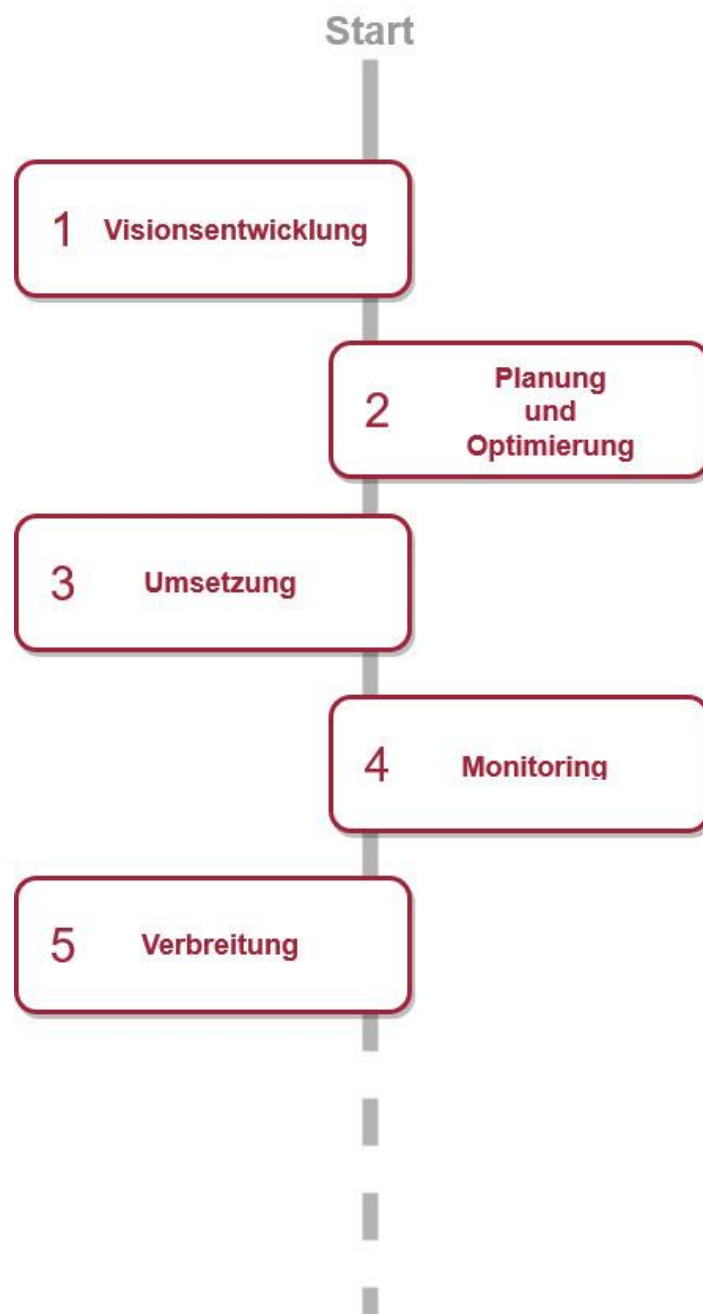 Start
1 Visionsentwicklung
2 Planung
und
Optimierung
3 Umsetzung
4 Monitoring
5 Verbreitung